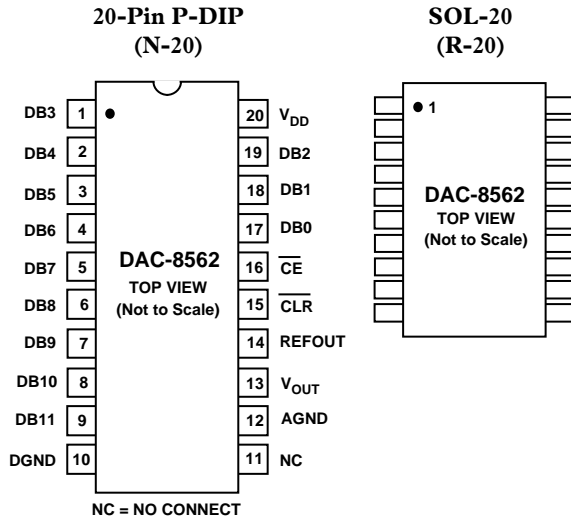 20-Pin P-DIP
(N-20)
DB3 1 20 VDD
DB4 2 19 DB2
DB5 3 18 DB1
DB6 4 17 DB0
DB7 5 16 CE
DB8 6 15 CLR
DB9 7 14 REFOUT
DB10 8 13 VOUT
DB11 9 12 AGND
DGND 10 11 NC
DAC-8562
TOP VIEW
(Not to Scale)
NC = NO CONNECT
SOL-20
(R-20)
1
DAC-8562
TOP VIEW
(Not to Scale)